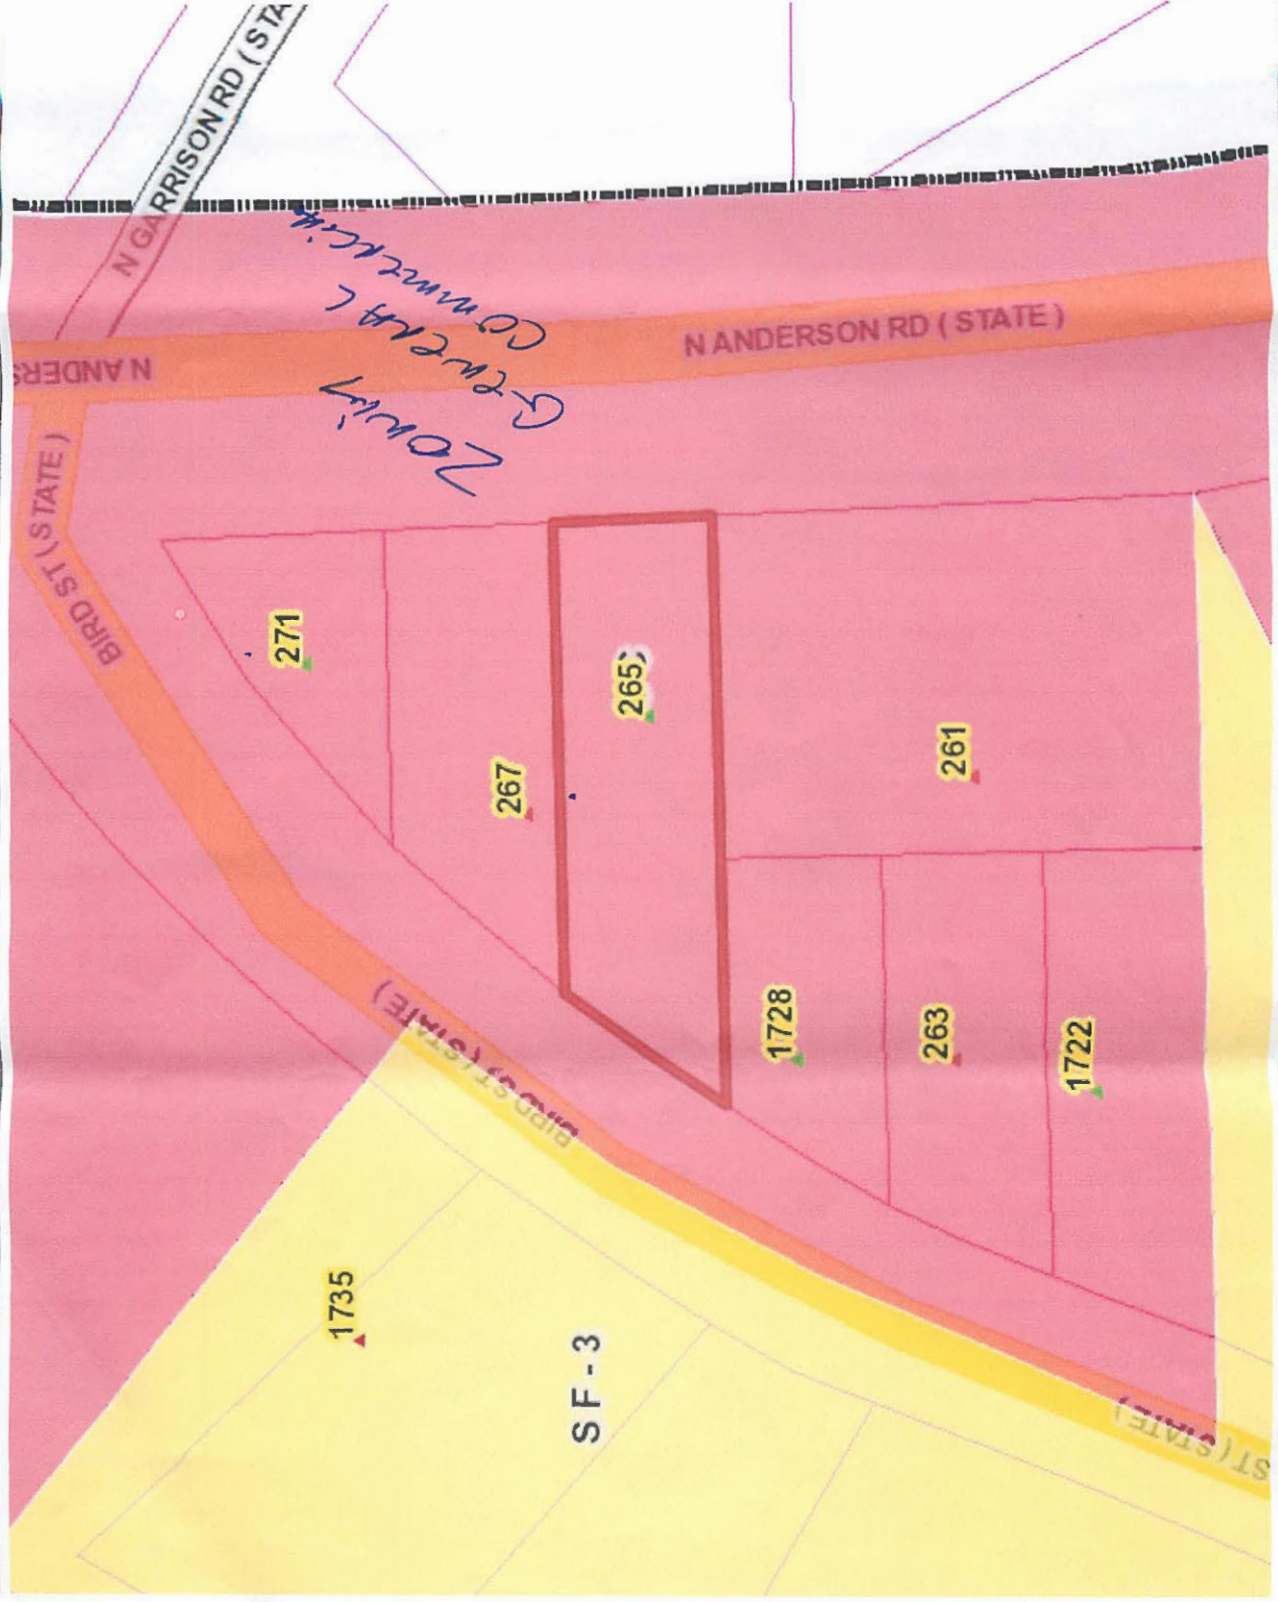 N GARRISON RD ( STA
N ANDERS
N ANDERSON RD ( STATE )
Zoning
General
Commercial
BIRD ST ( STATE )
271
267
265
261
BIRD ST ( STATE )
1728
263
1722
1735
SF-3
ST ( STATE )